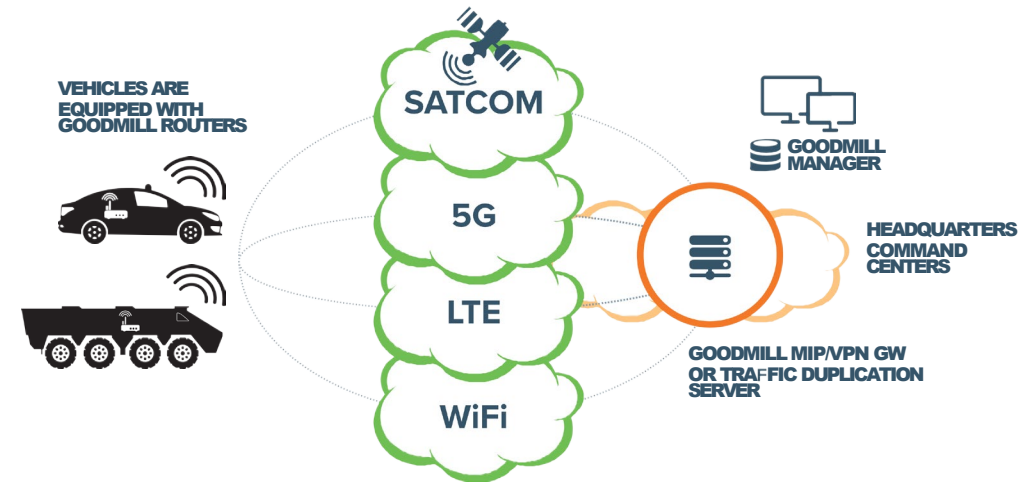 VEHICLES ARE
EQUIPPED WITH
GOODMILL ROUTERS
SATCOM
5G
LTE
WiFi
GOODMILL
MANAGER
HEADQUARTERS
COMMAND
CENTERS
GOODMILL MIP/VPN GW
OR TRAFFIC DUPLICATION
SERVER